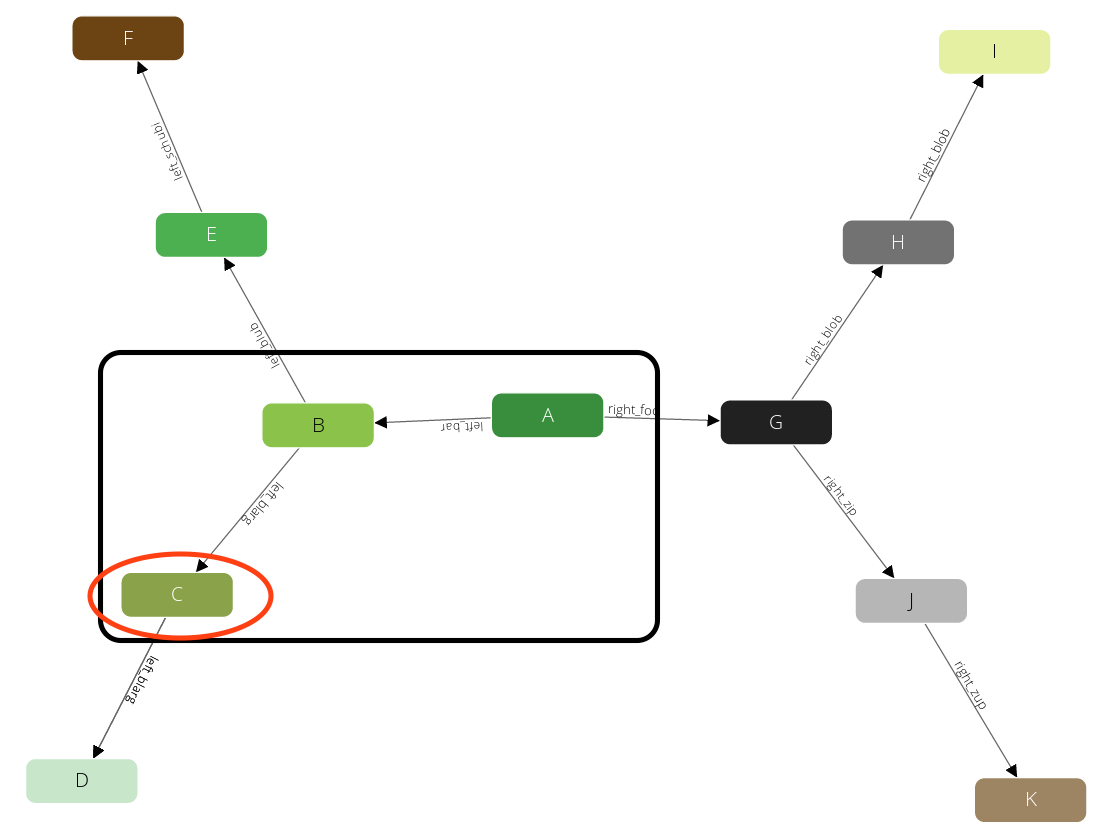 F
I
left_schubi
right_blob
E
H
left_blub
right_blob
A
right_foo
B
left_bar
G
left_blarg
right_zip
C
J
left_blarg
right_zup
D
K